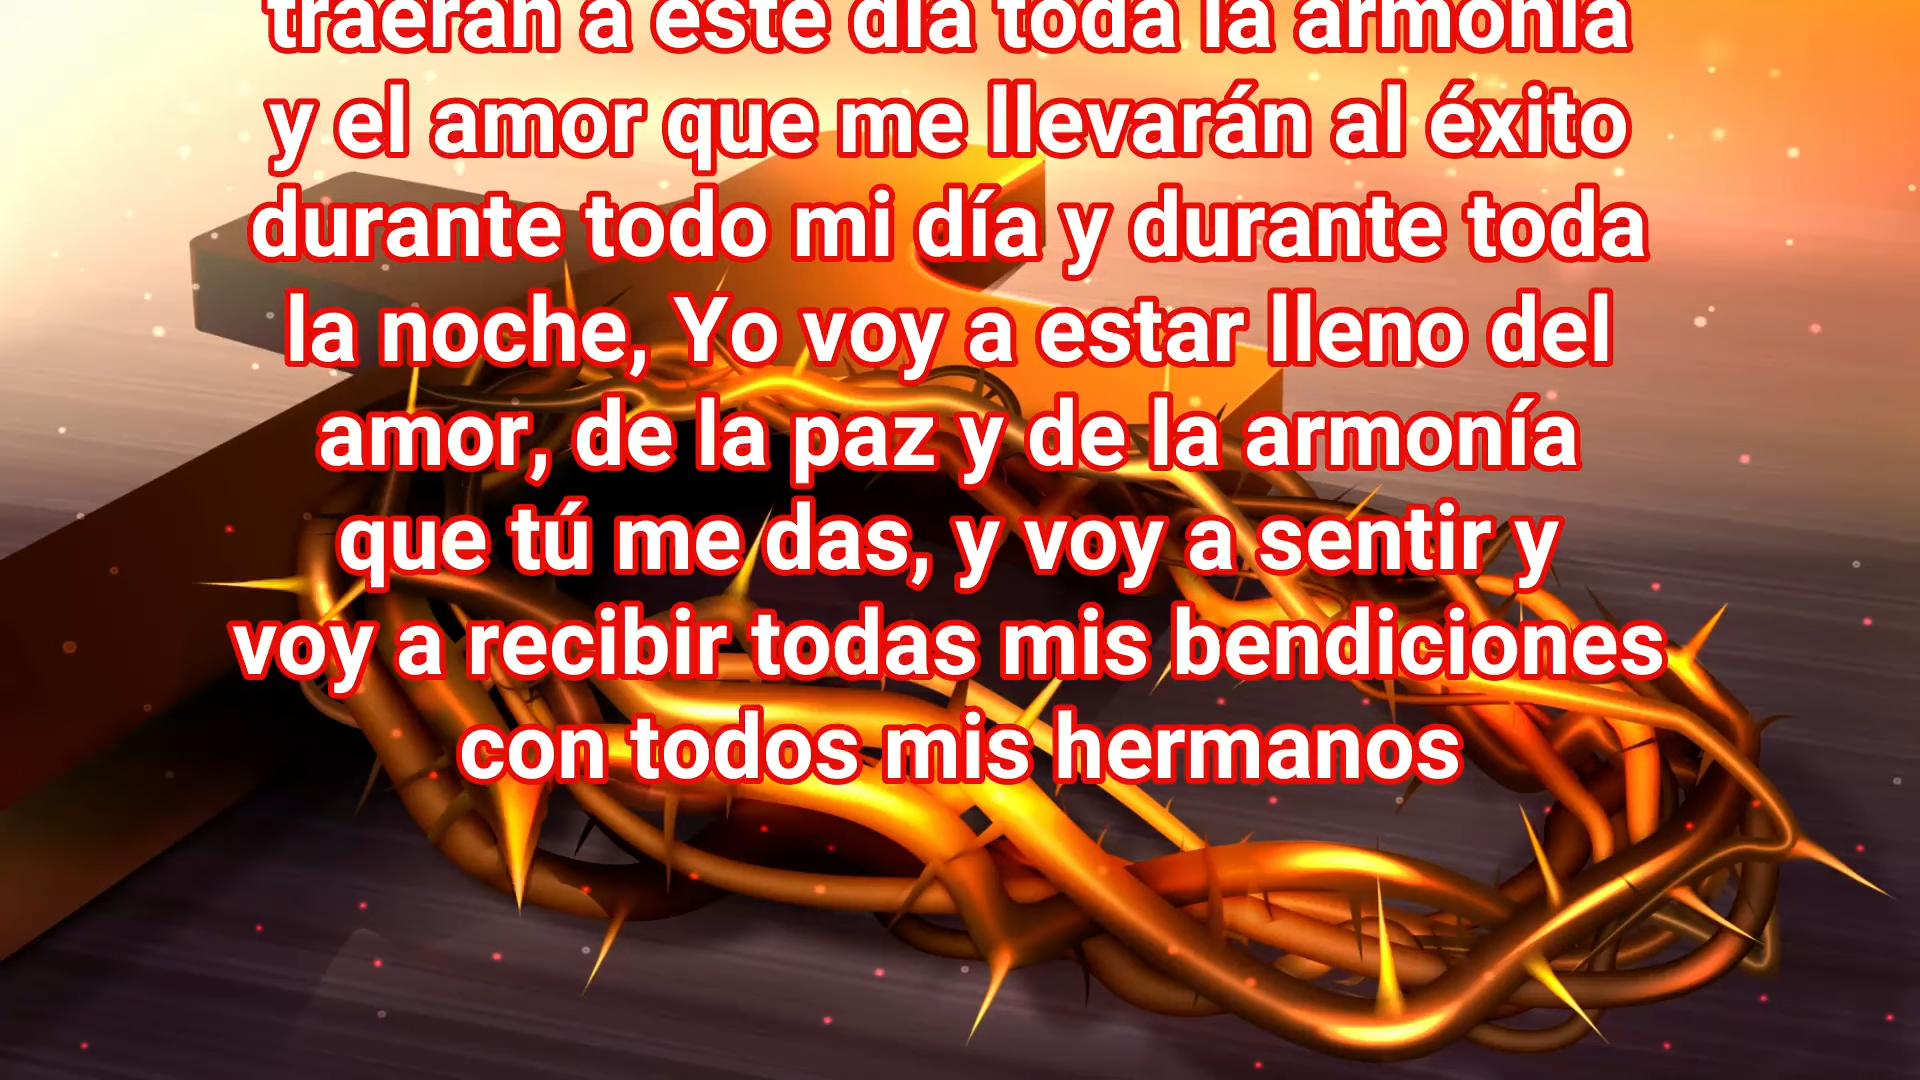 traerán a este día toda la armonía
y el amor que me llevarán al éxito
durante todo mi día y durante toda
la noche, Yo voy a estar lleno del
amor, de la paz y de la armonía
que tú me das, y voy a sentir y
voy a recibir todas mis bendiciones
con todos mis hermanos